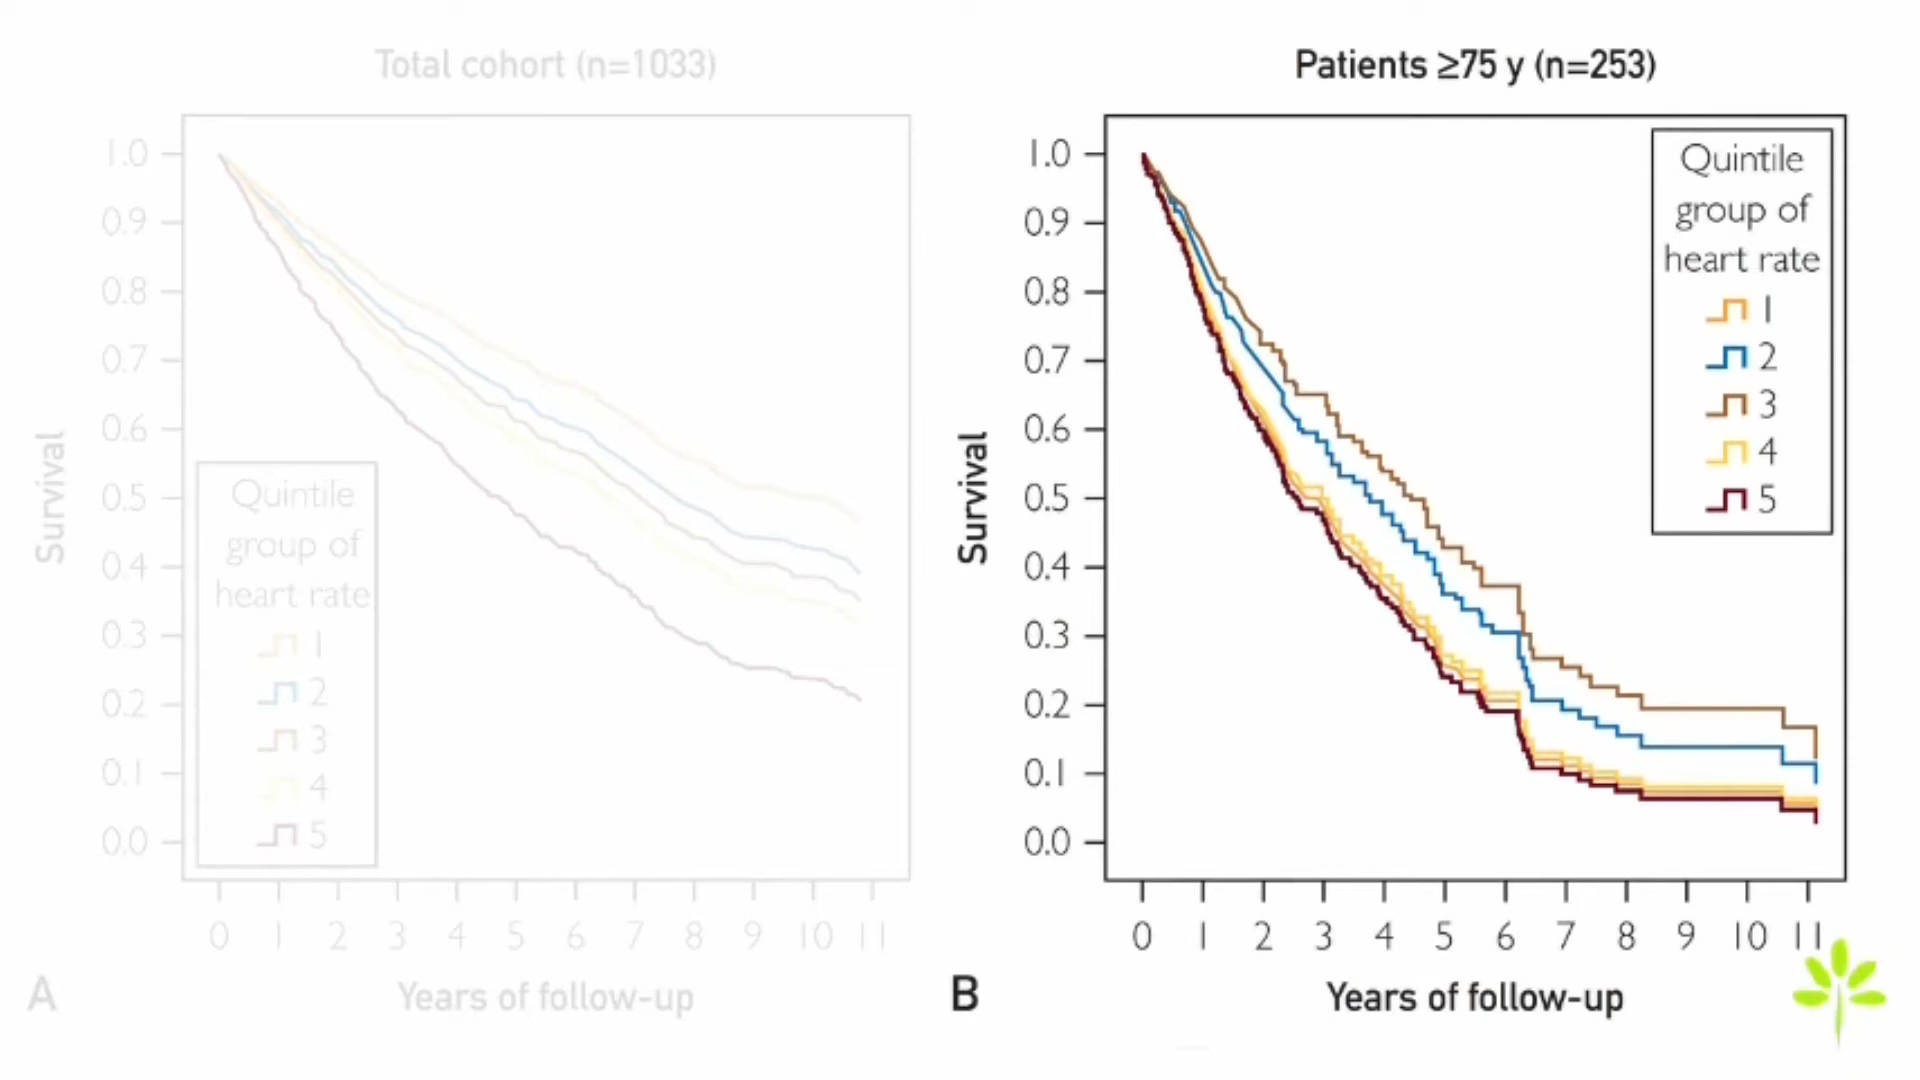 Total cohort (n=1033)
1.0
0.9
0.8
0.7
0.6
0.5
0.4
0.3
0.2
0.1
0.0
Survival
Quintile
group of
heart rate
1
2
3
4
5
0 1 2 3 4 5 6 7 8 9 10 11
Years of follow-up
A
Patients ≥75 y (n=253)
1.0
0.9
0.8
0.7
0.6
0.5
0.4
0.3
0.2
0.1
0.0
Survival
Quintile
group of
heart rate
1
2
3
4
5
0 1 2 3 4 5 6 7 8 9 10 11
Years of follow-up
B